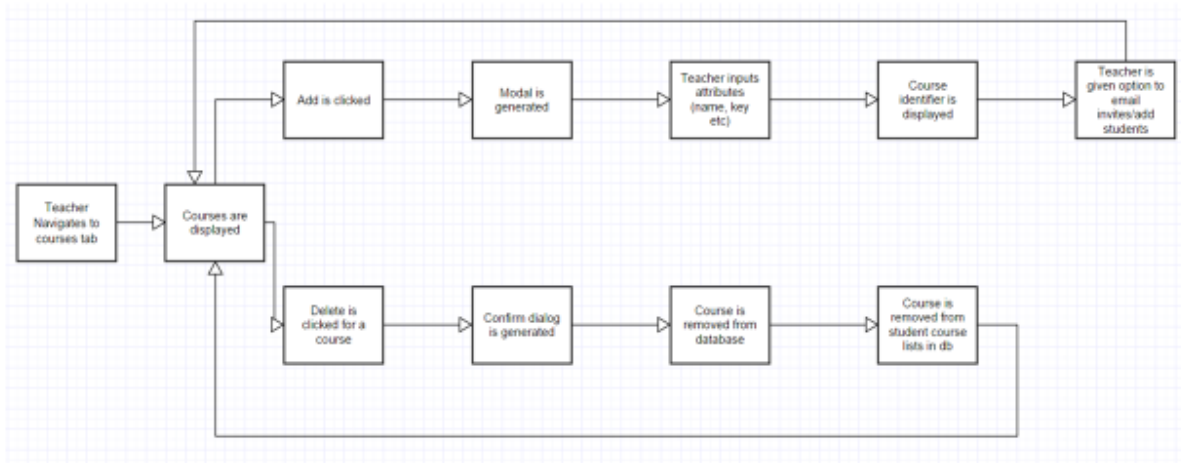 Add is clicked
Modal is
generated
Teacher inputs
attributes
(name, key
etc)
Course
identifier is
displayed
Teacher is
given option to
email
invites/add
students
Teacher
Navigates to
courses tab
Courses are
displayed
Delete is
clicked for a
course
Confirm dialog
is generated
Course is
removed from
database
Course is
removed from
student course
lists in db